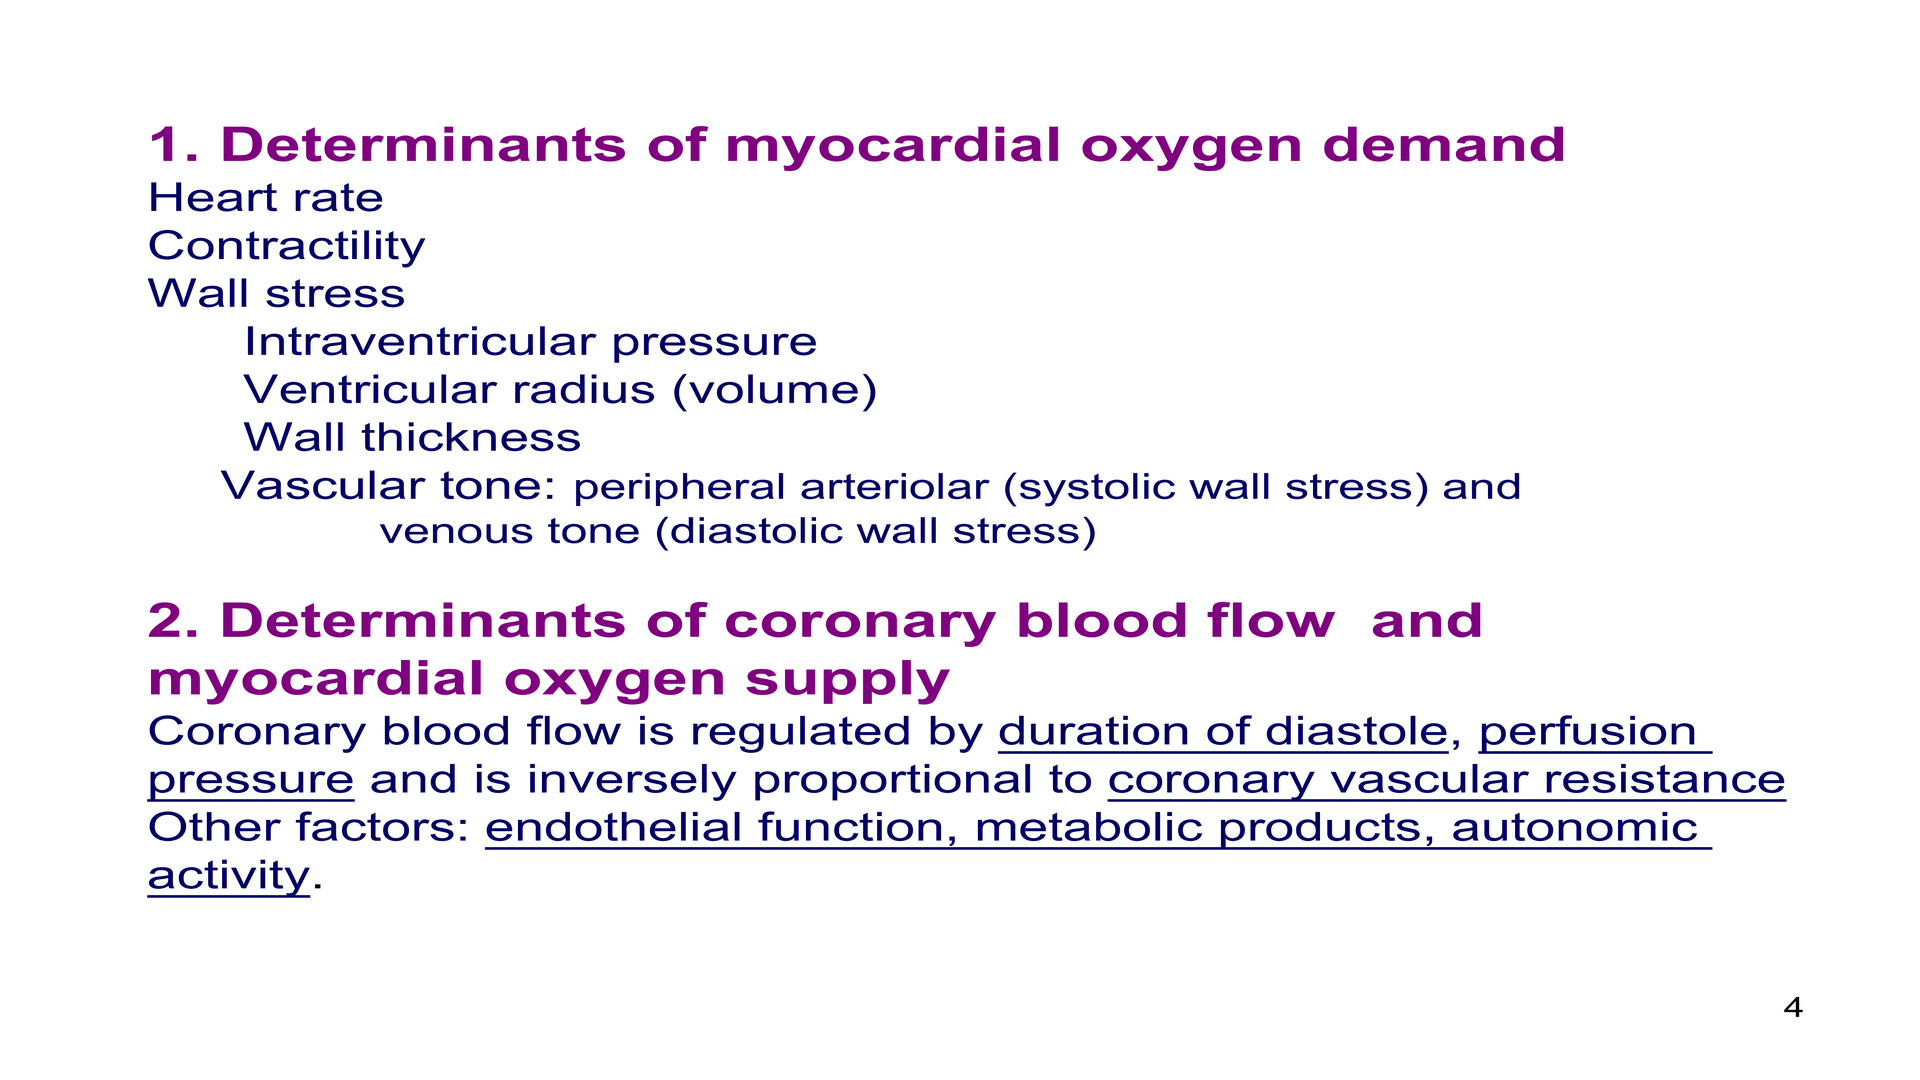 1. Determinants of myocardial oxygen demand
Heart rate
Contractility
Wall stress
Intraventricular pressure
Ventricular radius (volume)
Wall thickness
Vascular tone: peripheral arteriolar (systolic wall stress) and
venous tone (diastolic wall stress)
2. Determinants of coronary blood flow  and
myocardial oxygen supply
Coronary blood flow is regulated by duration of diastole, perfusion
pressure and is inversely proportional to coronary vascular resistance
Other factors: endothelial function, metabolic products, autonomic
activity.
4